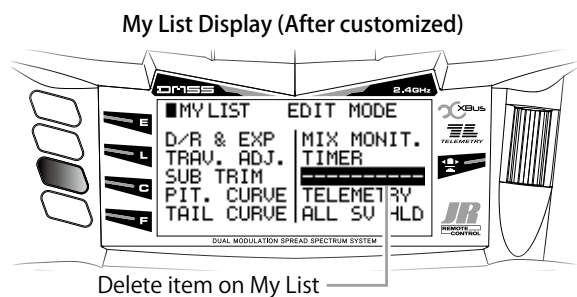 My List Display (After customized)
DMSS
2.4GHz
MY LIST EDIT MODE
XBus
TELEMETRY
E
L
C
F
D/R & EXP MIX MONIT.
TRAV. ADJ. TIMER
SUB TRIM ----------
PIT. CURVE TELEMETRY
TAIL CURVE ALL SV HLD
JR
REMOTE CONTROL
DUAL MODULATION SPREAD SPECTRUM SYSTEM
Delete item on My List